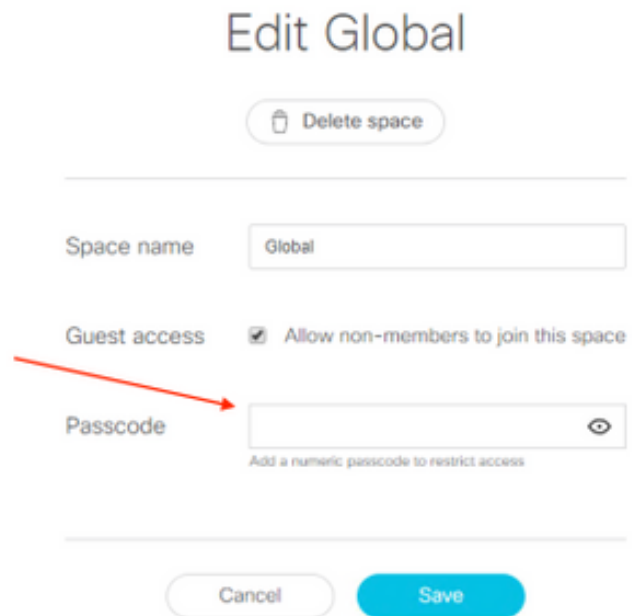 Edit Global
Delete space
Space name
Global
Guest access
Allow non-members to join this space
Passcode
Add a numeric passcode to restrict access
Cancel
Save